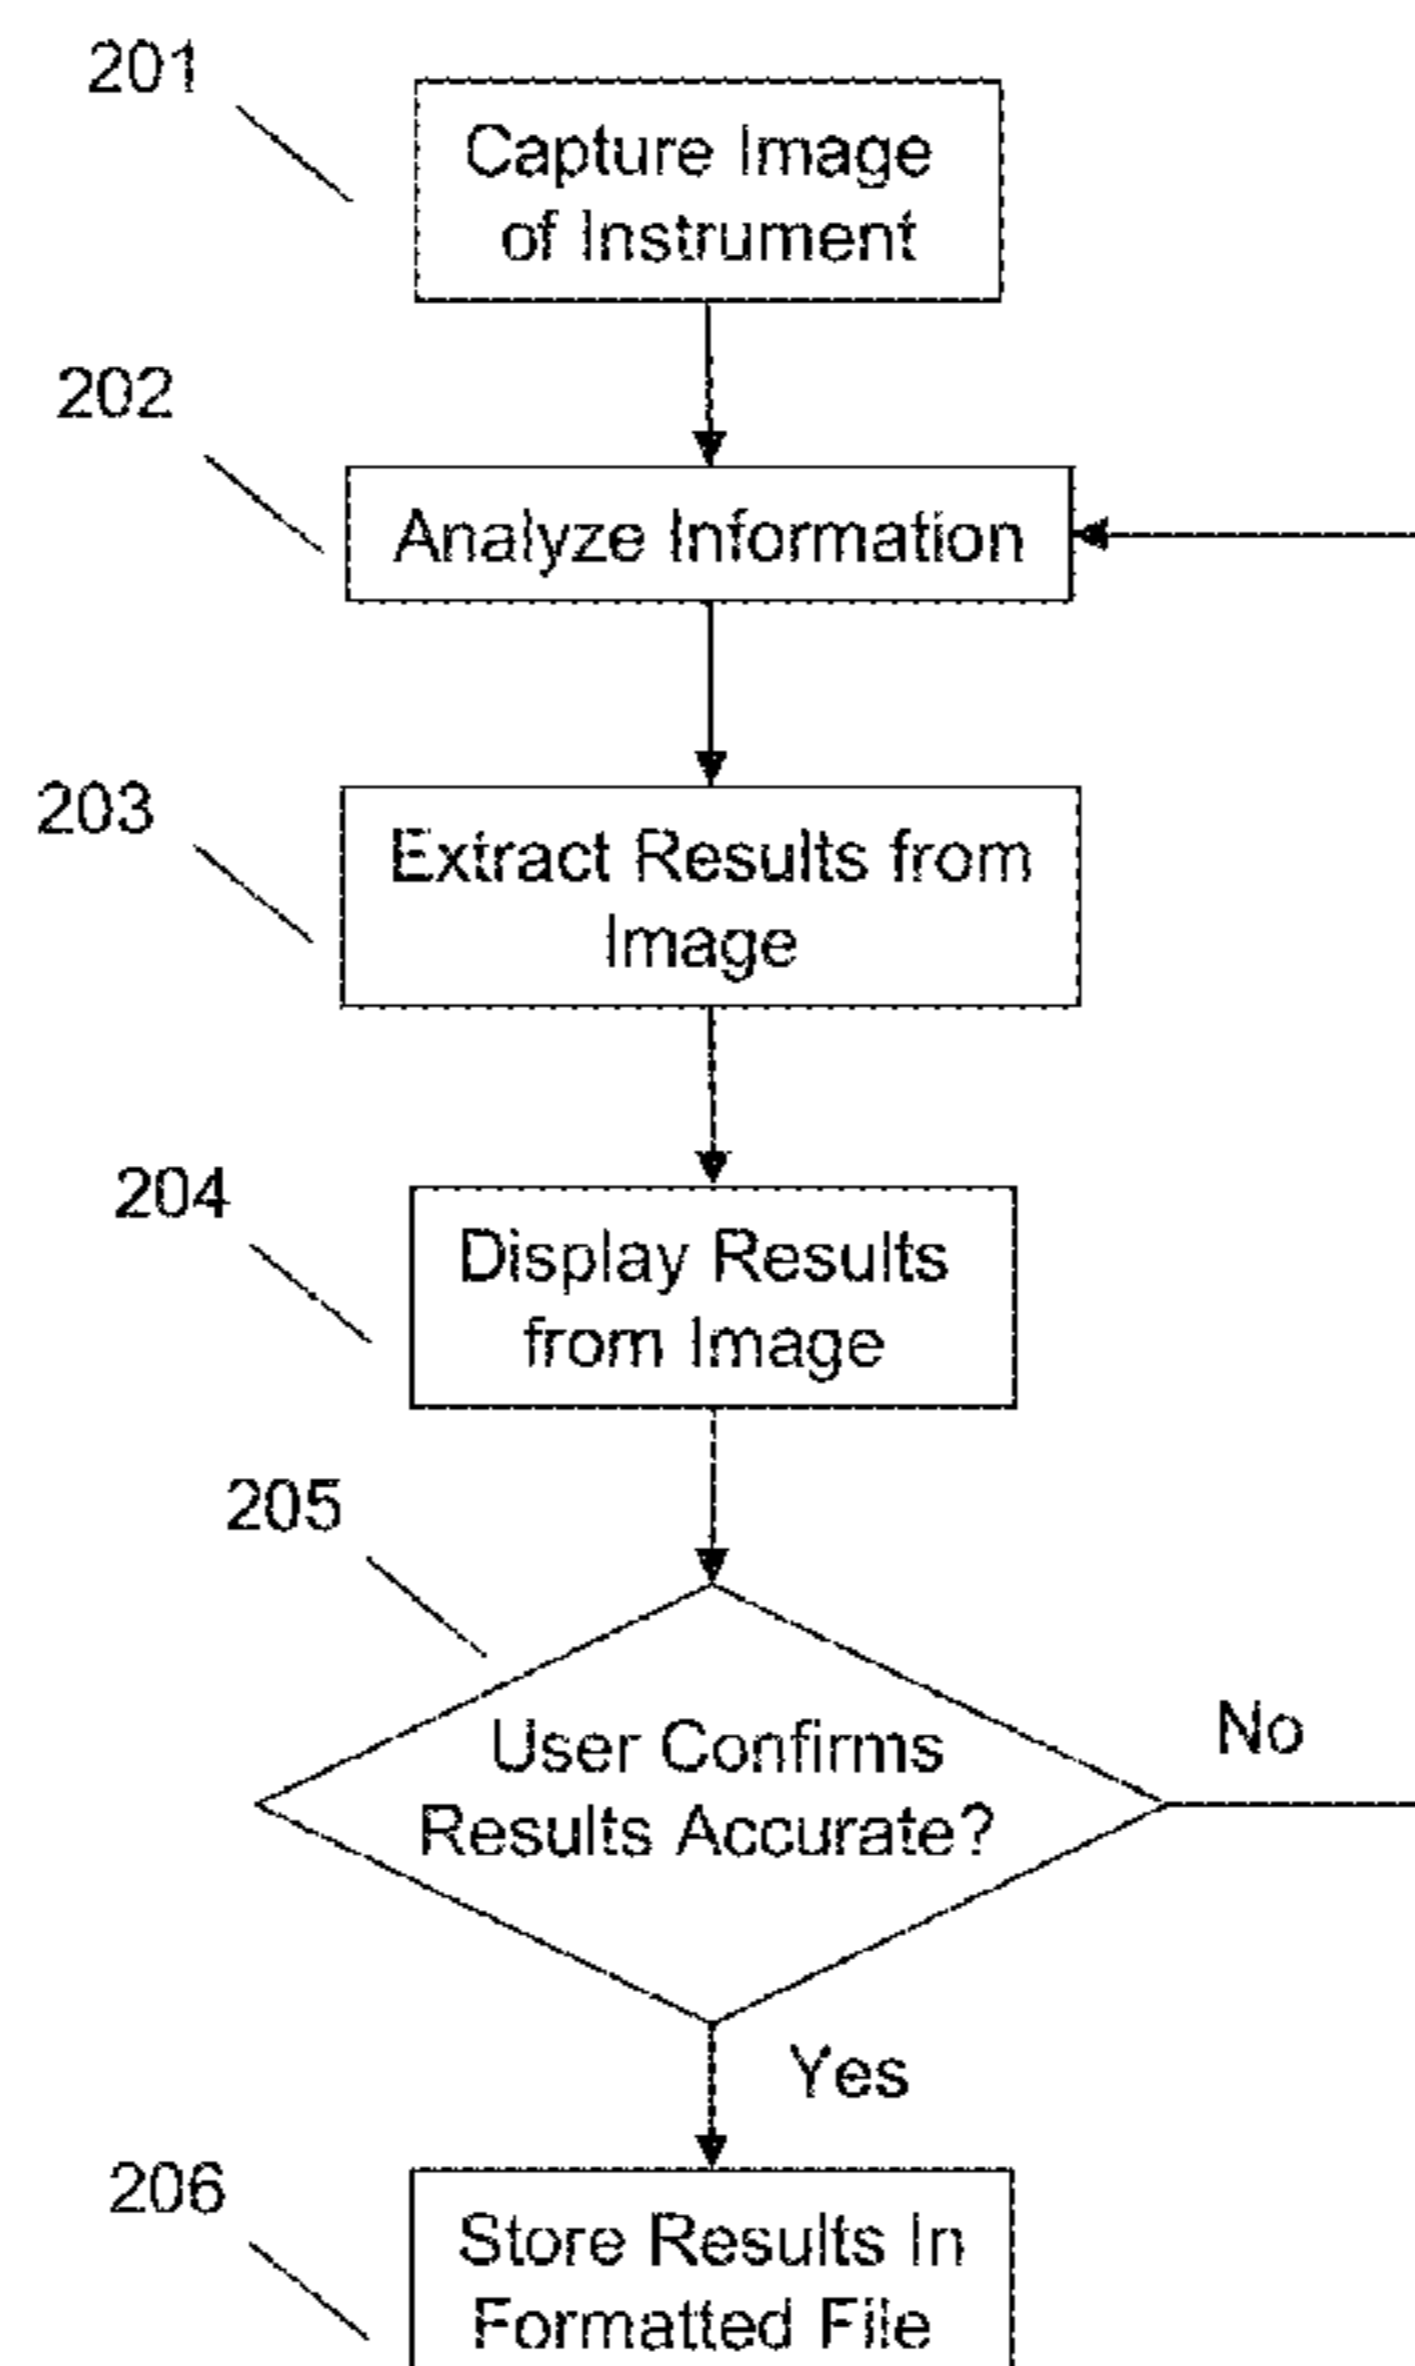 201
Capture Image
of Instrument
202
Analyze Information
203
Extract Results from
Image
204
Display Results
from Image
205
User Confirms
Results Accurate?
No
Yes
206
Store Results In
Formatted File